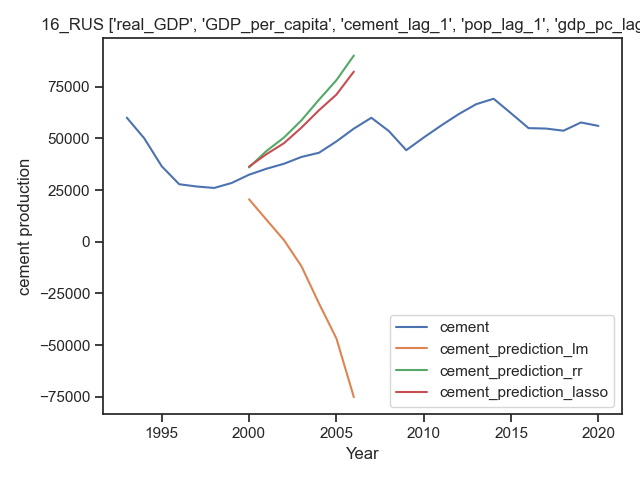 16_RUS ['real_GDP', 'GDP_per_capita', 'cement_lag_1', 'pop_lag_1', 'gdp_pc_lag
75000
50000
25000
0
−25000
−50000
−75000
cement production
1995
2000
2005
2010
2015
2020
Year
cement
cement_prediction_lm
cement_prediction_rr
cement_prediction_lasso